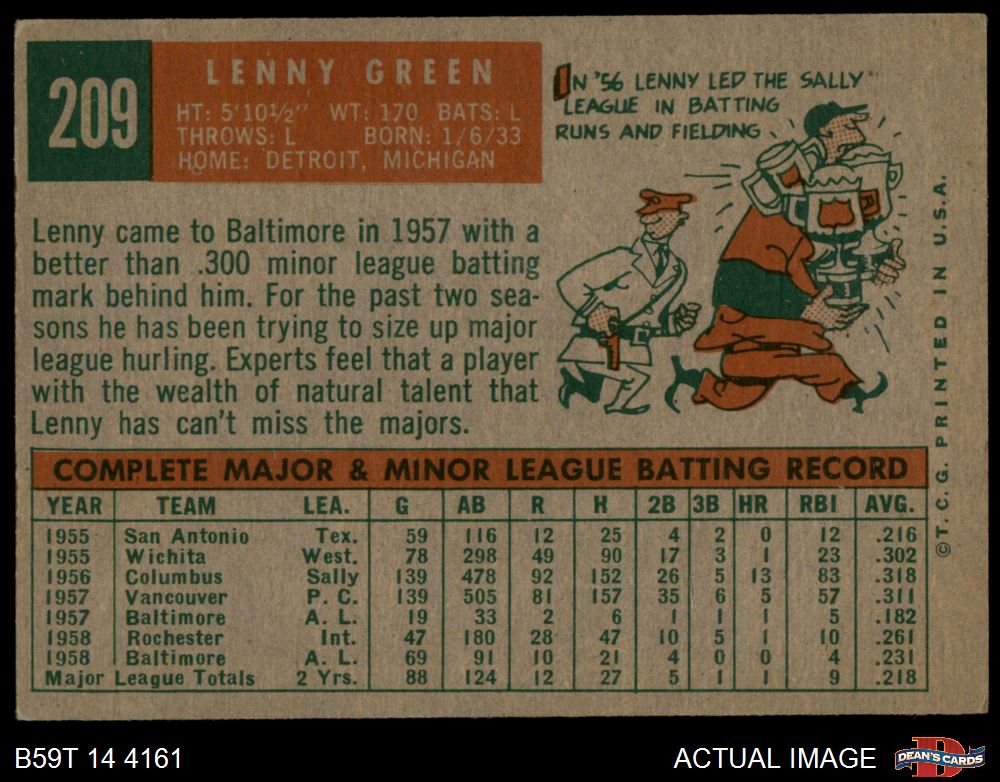 209
LENNY GREEN
HT: 5'10½" WT: 170 BATS: L
THROWS: L BORN: 1/6/33
HOME: DETROIT, MICHIGAN
IN '56 LENNY LED THE SALLY
LEAGUE IN BATTING
RUNS AND FIELDING
Lenny came to Baltimore in 1957 with a
better than .300 minor league batting
mark behind him. For the past two sea-
sons he has been trying to size up major
league hurling. Experts feel that a player
with the wealth of natural talent that
Lenny has can't miss the majors.
COMPLETE MAJOR & MINOR LEAGUE BATTING RECORD
YEAR TEAM LEA. G AB R H 2B 3B HR RBI AVG.
1955 San Antonio Tex. 59 116 12 25 4 2 0 12 .216
1955 Wichita West. 78 298 49 90 17 3 1 23 .302
1956 Columbus Sally 139 478 92 152 26 5 13 83 .318
1957 Vancouver P. C. 139 505 81 157 35 6 5 57 .311
1957 Baltimore A. L. 19 33 2 6 1 1 1 5 .182
1958 Rochester Int. 47 180 28 47 10 5 1 10 .261
1958 Baltimore A. L. 69 91 10 21 4 0 0 4 .231
Major League Totals 2 Yrs. 88 124 12 27 5 1 1 9 .218
©T. C. G. PRINTED IN U.S.A.
B59T 14 4161
ACTUAL IMAGE
D
DEAN'S CARDS